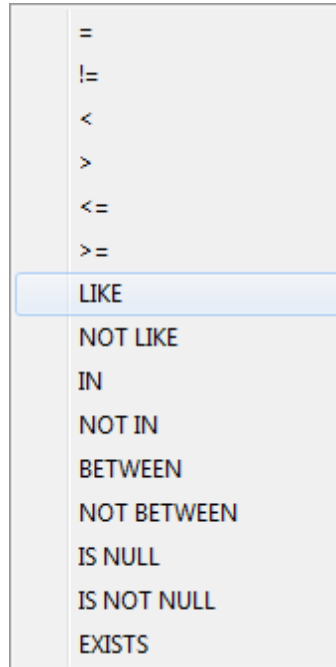 =
!=
<
>
<=
>=
LIKE
NOT LIKE
IN
NOT IN
BETWEEN
NOT BETWEEN
IS NULL
IS NOT NULL
EXISTS